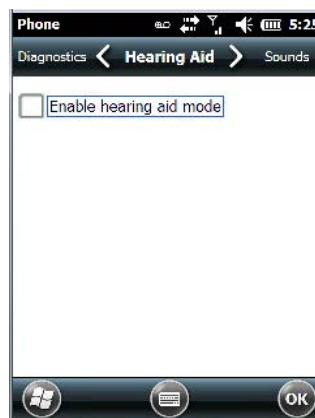 Phone 5:25
Diagnostics Hearing Aid Sounds
Enable hearing aid mode
OK